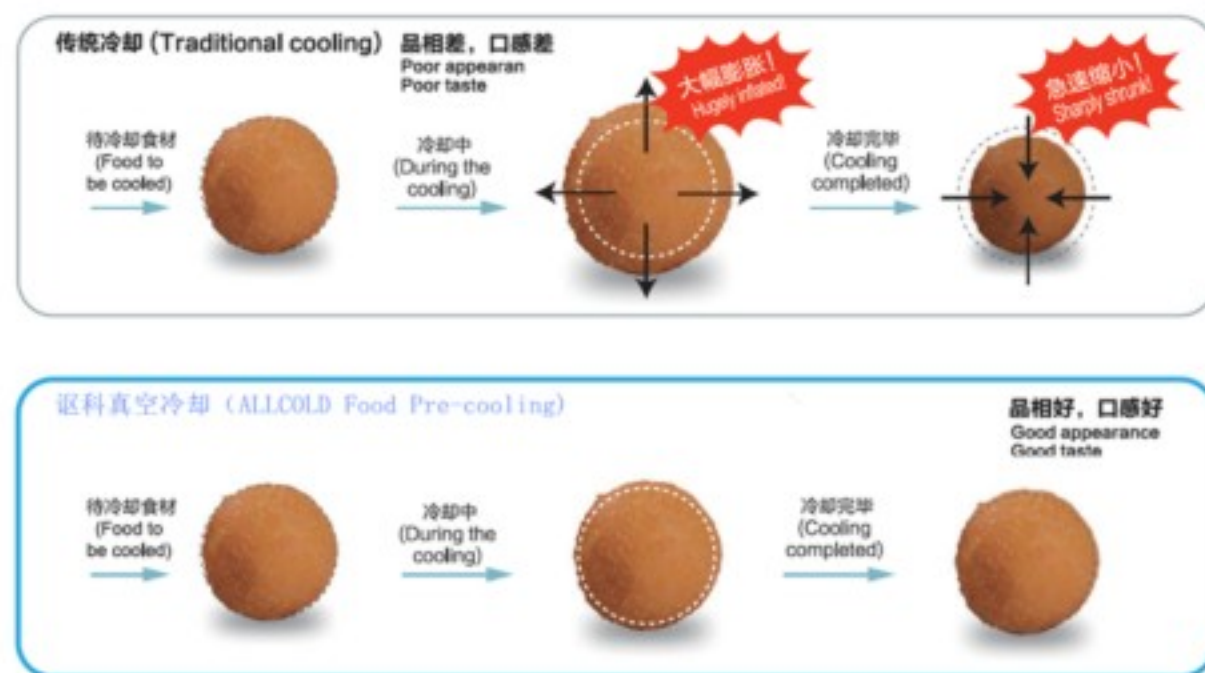 传统冷却 (Traditional cooling)
品相差，口感差
Poor appearan
Poor taste
待冷却食材
(Food to
be cooled)
冷却中
(During the
cooling)
大幅膨胀！
Hugely inflated!
冷却完毕
(Cooling
completed)
急速缩小！
Sharply shrunk!
讴科真空冷却（ALLCOLD Food Pre-cooling)
品相好，口感好
Good appearance
Good taste
待冷却食材
(Food to
be cooled)
冷却中
(During the
cooling)
冷却完毕
(Cooling
completed)